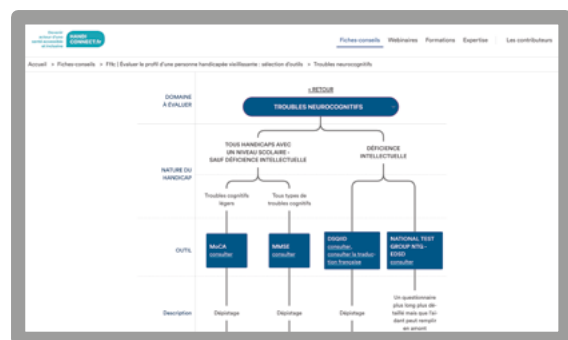 HANDI
CONNECT.fr
Fiches-conseils Webinaires Formations Expertise Les contributeurs
Accueil > Fiches-conseils > F11c | Evaluer le profil d'une personne handicapée vieillissante : sélection d'outils > Troubles neurocognitifs
< RETOUR
DOMAINE
À ÉVALUER
TROUBLES NEUROCOGNITIFS
NATURE DU
HANDICAP
TOUS HANDICAPS AVEC
UN NIVEAU SCOLAIRE -
SAUF DÉFICIENCE INTELLECTUELLE
DÉFICIENCE
INTELLECTUELLE
Troubles cognitifs
légers
Tous types de
troubles cognitifs
OUTIL
MoCA
consulter
MMSE
consulter
DSQIID
consulter,
consulter la traduc-
tion française
NATIONAL TEST
GROUP NTG -
EDSD
consulter
Description
Dépistage
Dépistage
Dépistage
Un questionnaire
plus long plus dé-
taillé mais que l'ai-
dant peut remplir
en amont